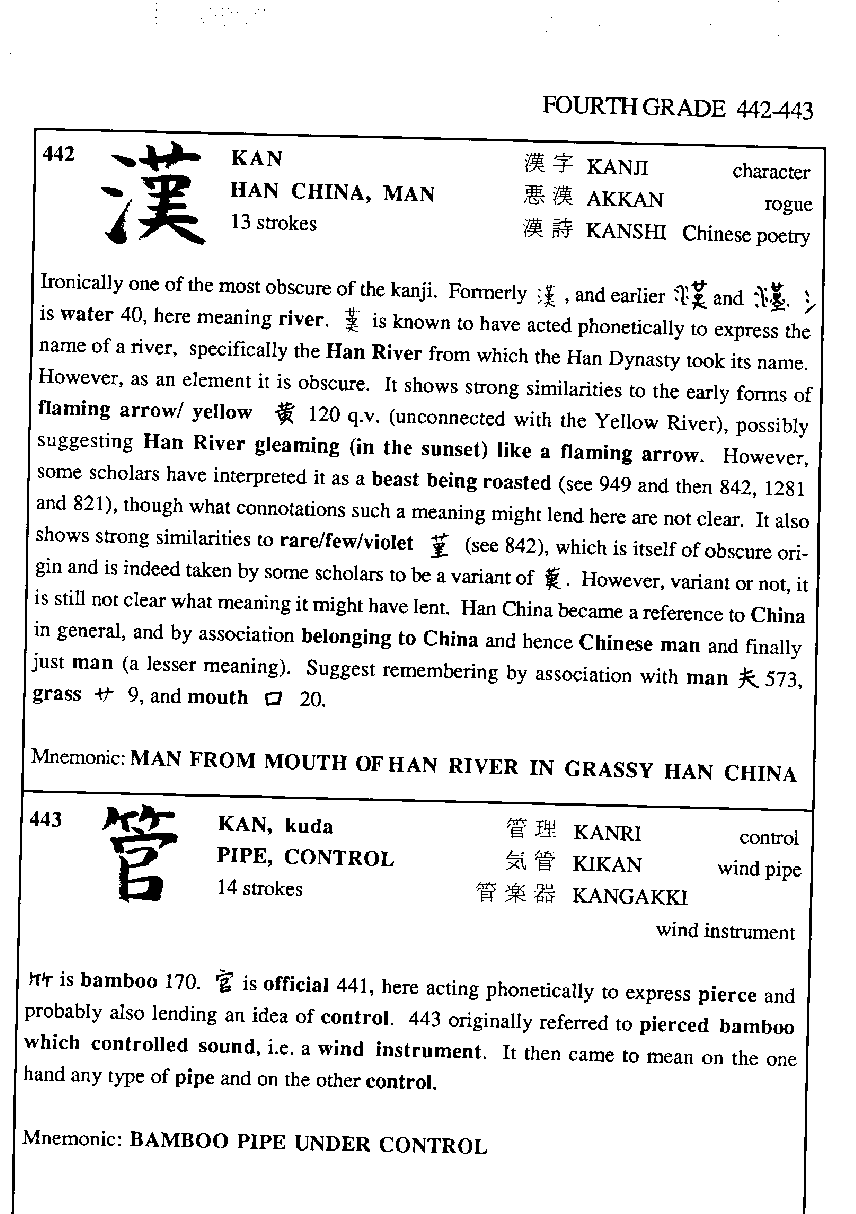 FOURTH GRADE 442-443
442 漢 KAN 漢字 KANJI character
HAN CHINA, MAN 悪漢 AKKAN rogue
13 strokes 漢詩 KANSHI Chinese poetry
Ironically one of the most obscure of the kanji. Formerly 漢, and earlier and . 氵
is water 40, here meaning river. is known to have acted phonetically to express the
name of a river, specifically the Han River from which the Han Dynasty took its name.
However, as an element it is obscure. It shows strong similarities to the early forms of
flaming arrow/ yellow 黄 120 q.v. (unconnected with the Yellow River), possibly
suggesting Han River gleaming (in the sunset) like a flaming arrow. However,
some scholars have interpreted it as a beast being roasted (see 949 and then 842, 1281
and 821), though what connotations such a meaning might lend here are not clear. It also
shows strong similarities to rare/few/violet 堇 (see 842), which is itself of obscure ori-
gin and is indeed taken by some scholars to be a variant of . However, variant or not, it
is still not clear what meaning it might have lent. Han China became a reference to China
in general, and by association belonging to China and hence Chinese man and finally
just man (a lesser meaning). Suggest remembering by association with man 夫 573,
grass 艹 9, and mouth 口 20.
Mnemonic: MAN FROM MOUTH OF HAN RIVER IN GRASSY HAN CHINA
443 管 KAN, kuda 管理 KANRI control
PIPE, CONTROL 気管 KIKAN wind pipe
14 strokes 管楽器 KANGAKKI
wind instrument
⺮ is bamboo 170. 官 is official 441, here acting phonetically to express pierce and
probably also lending an idea of control. 443 originally referred to pierced bamboo
which controlled sound, i.e. a wind instrument. It then came to mean on the one
hand any type of pipe and on the other control.
Mnemonic: BAMBOO PIPE UNDER CONTROL